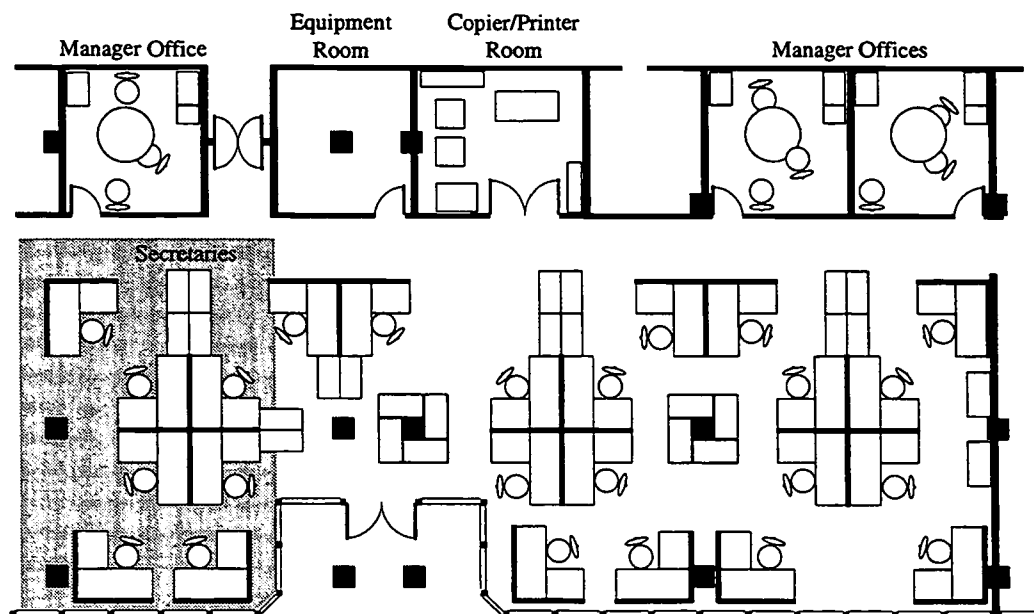 Manager Office
Equipment
Room
Copier/Printer
Room
Manager Offices
Secretaries